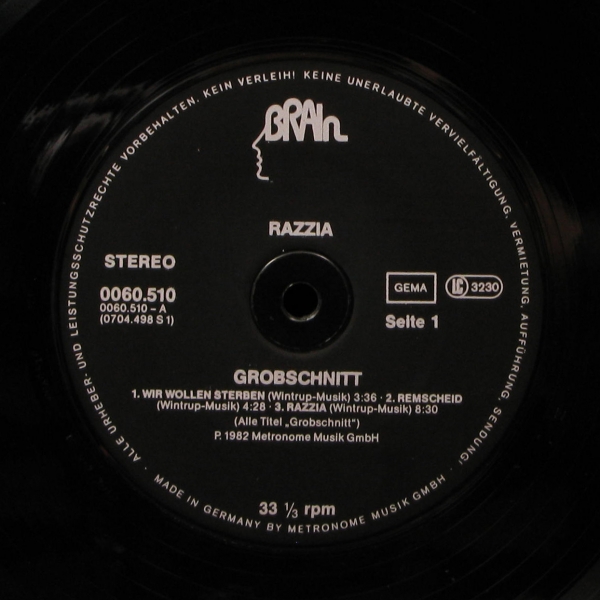 ALLE URHEBER- UND LEISTUNGSSCHUTZRECHTE VORBEHALTEN. KEIN VERLEIH! KEINE UNERLAUBTE VERVIELFÄLTIGUNG, VERMIETUNG, AUFFÜHRUNG, SENDUNG!
BRAIN
RAZZIA
STEREO
0060.510
0060.510 - A
(0704.498 S 1)
GEMA
LC 3230
Seite 1
GROBSCHNITT
1. WIR WOLLEN STERBEN (Wintrup-Musik) 3:36 · 2. REMSCHEID
(Wintrup-Musik) 4:28 · 3. RAZZIA (Wintrup-Musik) 8:30
(Alle Titel „Grobschnitt")
P. 1982 Metronome Musik GmbH
33 ⅓ rpm
· MADE IN GERMANY BY METRONOME MUSIK GMBH ·